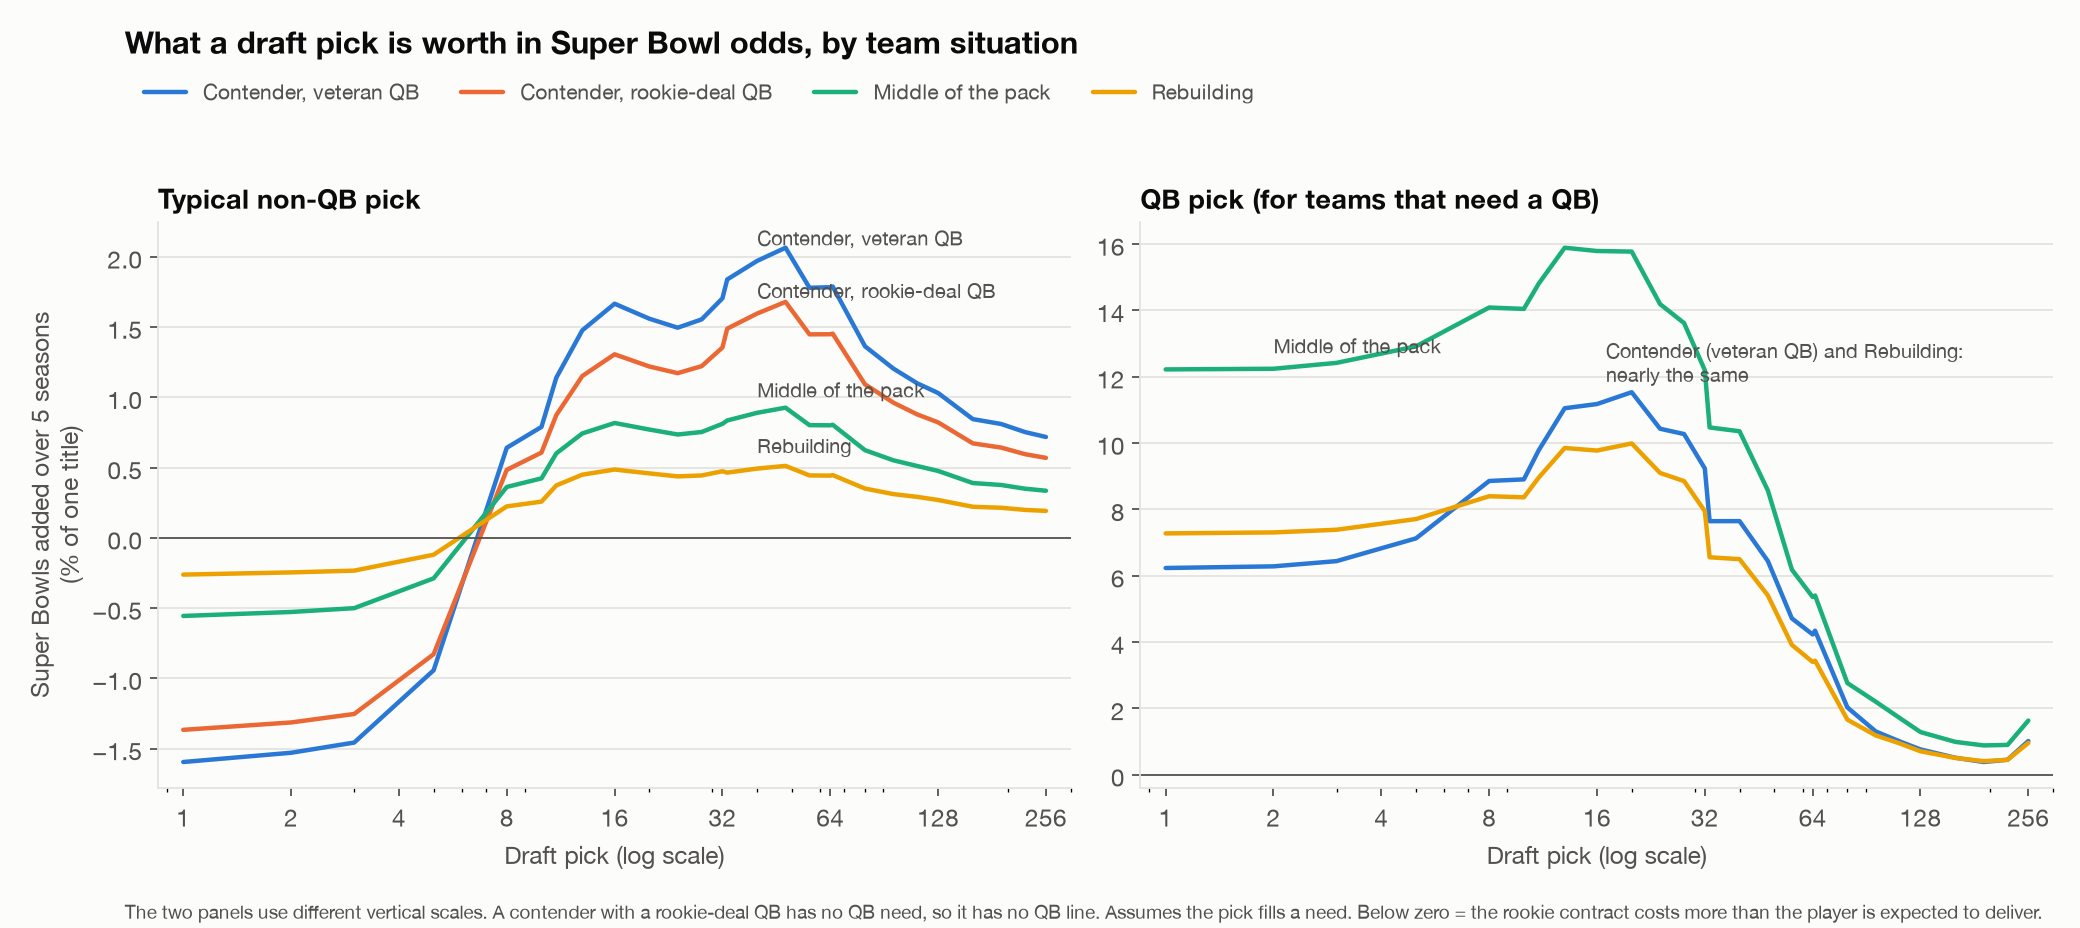 What a draft pick is worth in Super Bowl odds, by team situation
Contender, veteran QB
Contender, rookie-deal QB
Middle of the pack
Rebuilding
Typical non-QB pick
Super Bowls added over 5 seasons
(% of one title)
2.0
1.5
1.0
0.5
0.0
−0.5
−1.0
−1.5
Contender, veteran QB
Contender, rookie-deal QB
Middle of the pack
Rebuilding
1 2 4 8 16 32 64 128 256
Draft pick (log scale)
QB pick (for teams that need a QB)
16
14
12
10
8
6
4
2
0
Middle of the pack
Contender (veteran QB) and Rebuilding:
nearly the same
1 2 4 8 16 32 64 128 256
Draft pick (log scale)
The two panels use different vertical scales. A contender with a rookie-deal QB has no QB need, so it has no QB line. Assumes the pick fills a need. Below zero = the rookie contract costs more than the player is expected to deliver.